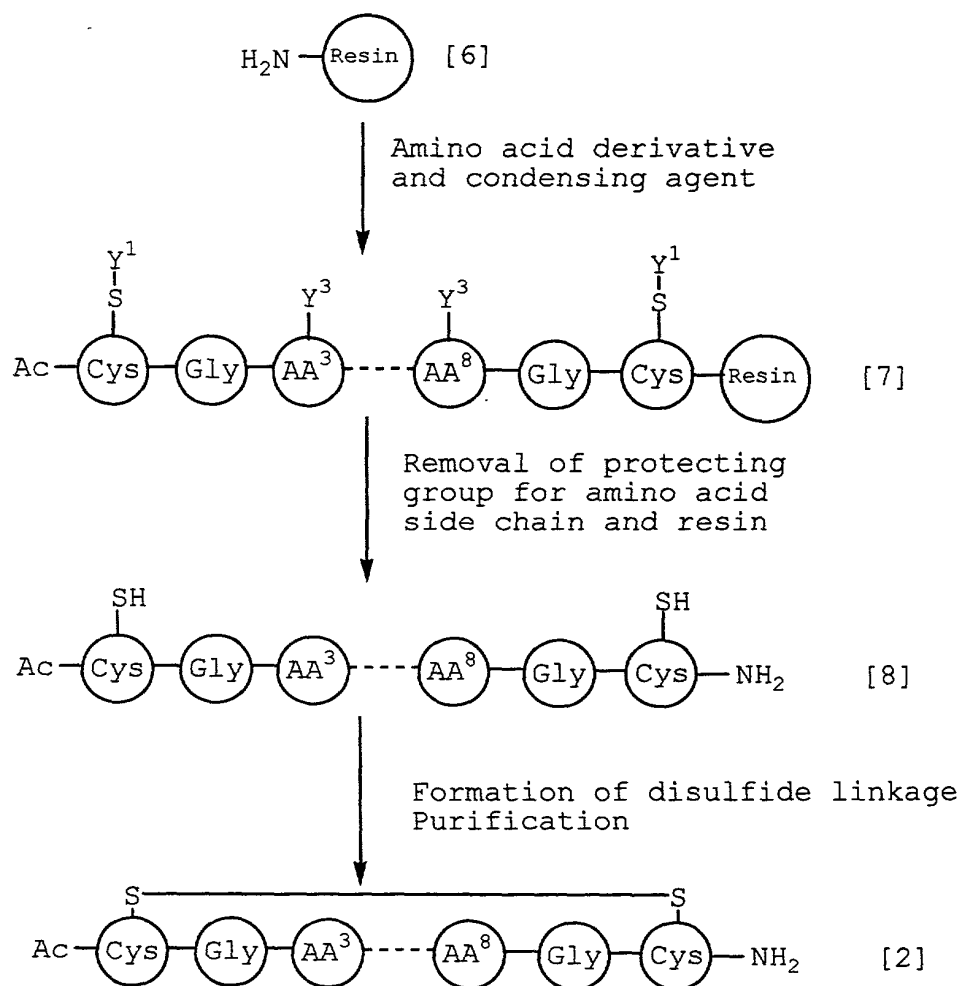 H₂N Resin [6]
Amino acid derivative
and condensing agent
Y¹ Y¹
S Y³ Y³ S
Ac Cys Gly AA³ AA⁸ Gly Cys Resin [7]
Removal of protecting
group for amino acid
side chain and resin
SH SH
Ac Cys Gly AA³ AA⁸ Gly Cys NH₂ [8]
Formation of disulfide linkage
Purification
S S
Ac Cys Gly AA³ AA⁸ Gly Cys NH₂ [2]